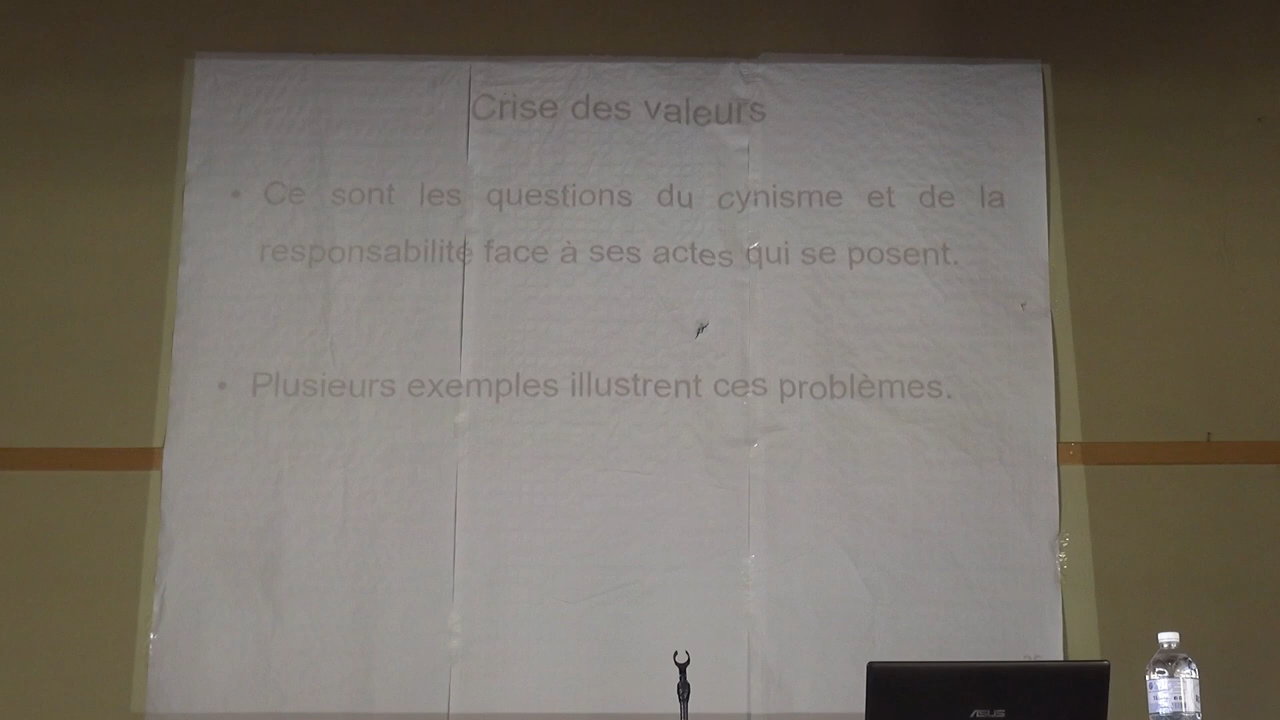 Crise des valeurs
• Ce sont les questions du cynisme et de la
responsabilité face à ses actes qui se posent.
• Plusieurs exemples illustrent ces problèmes.
ASUS